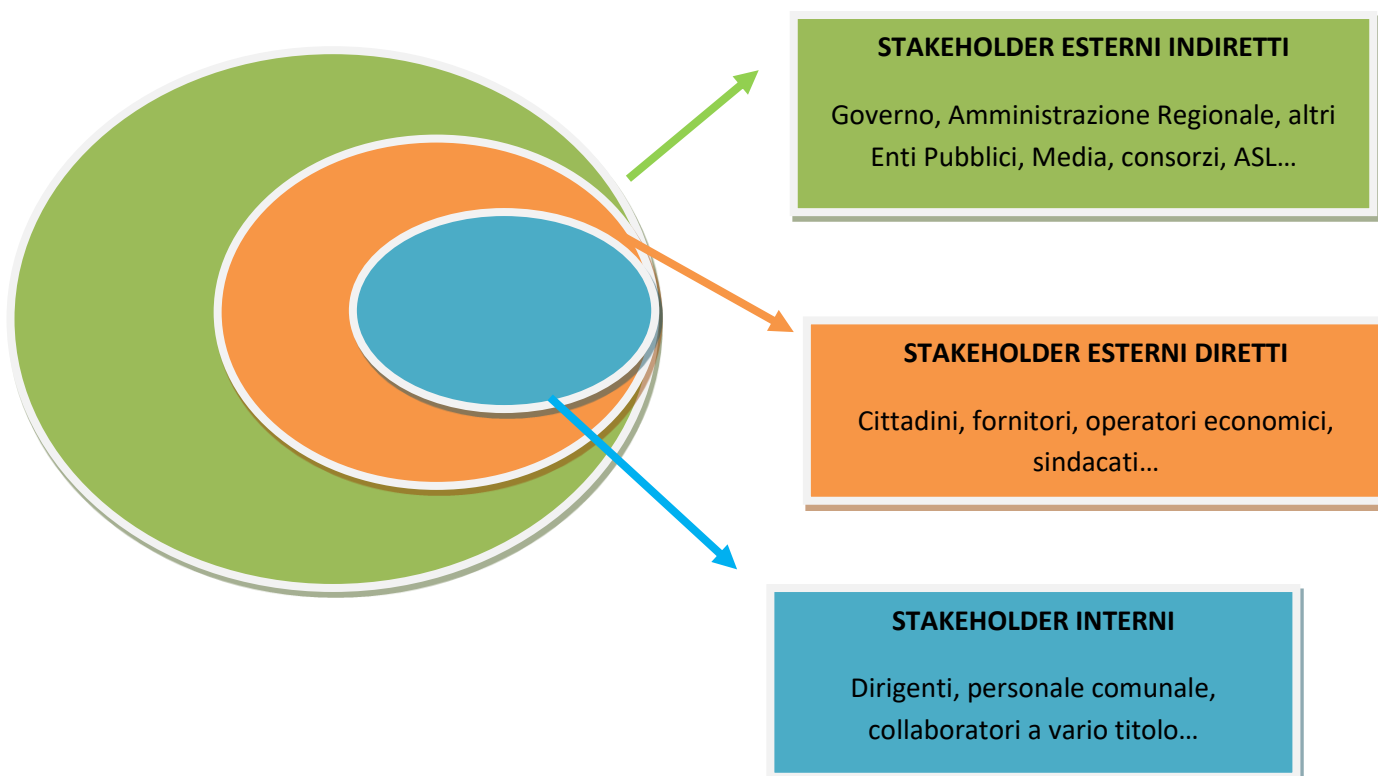 STAKEHOLDER ESTERNI INDIRETTI
Governo, Amministrazione Regionale, altri
Enti Pubblici, Media, consorzi, ASL…
STAKEHOLDER ESTERNI DIRETTI
Cittadini, fornitori, operatori economici,
sindacati…
STAKEHOLDER INTERNI
Dirigenti, personale comunale,
collaboratori a vario titolo…